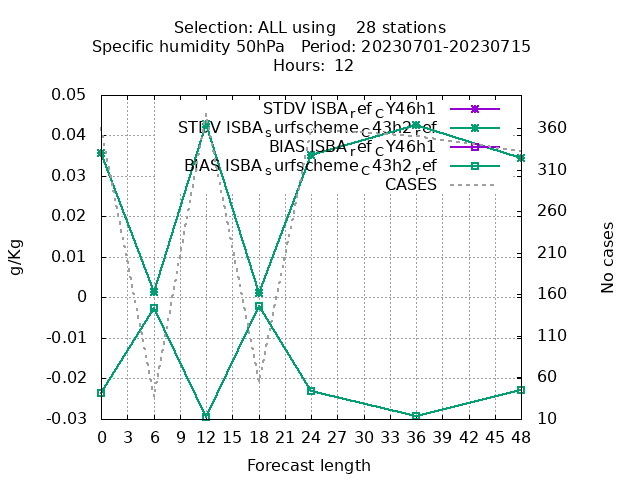 Selection: ALL using 28 stations
Specific humidity 50hPa Period: 20230701-20230715
Hours: 12
0.05
0.04
0.03
0.02
0.01
0
-0.01
-0.02
-0.03
g/Kg
STDV ISBA_ref_CY46h1
STDV ISBA_surfscheme_C43h2_ref
BIAS ISBA_ref_CY46h1
BIAS ISBA_surfscheme_C43h2_ref
CASES
360
310
260
210
160
110
60
10
No cases
0 3 6 9 12 15 18 21 24 27 30 33 36 39 42 45 48
Forecast length